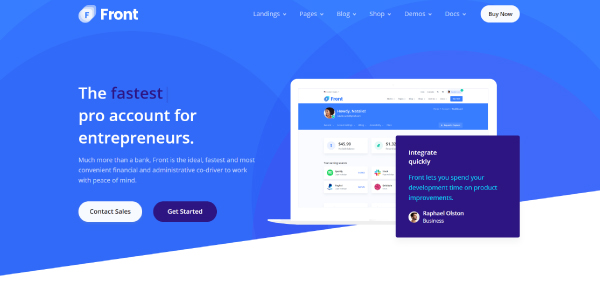 Front
Landings Pages Blog Shop Demos Docs Buy Now
The fastest
pro account for
entrepreneurs.
Much more than a bank, Front is the ideal, fastest and most
convenient financial and administrative co-driver to work
with peace of mind.
Contact Sales Get Started
Front
Howdy, Natalie!
$45.99
Integrate
quickly
Front lets you spend your
development time on product
improvements.
Raphael Olston
Business